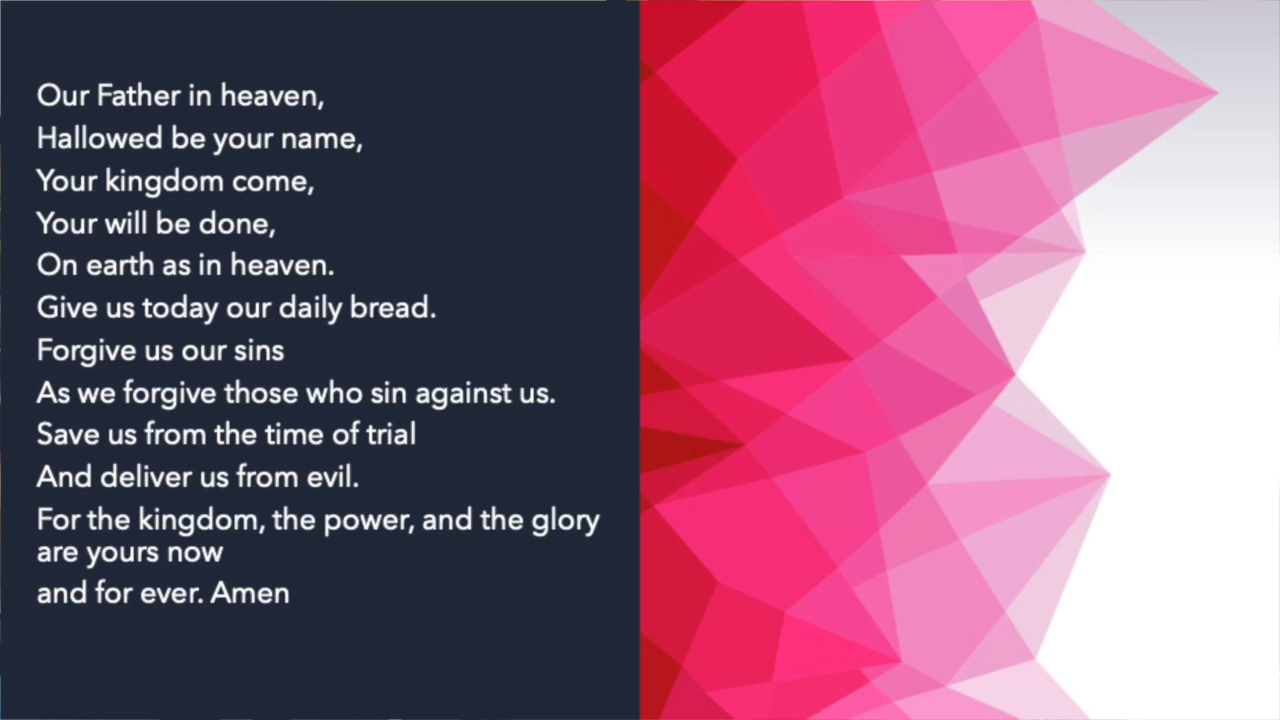 Our Father in heaven,
Hallowed be your name,
Your kingdom come,
Your will be done,
On earth as in heaven.
Give us today our daily bread.
Forgive us our sins
As we forgive those who sin against us.
Save us from the time of trial
And deliver us from evil.
For the kingdom, the power, and the glory
are yours now
and for ever. Amen